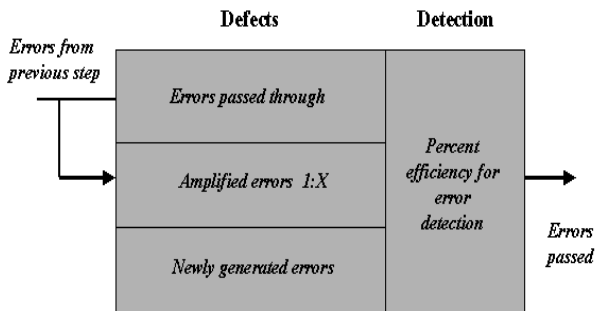 Defects
Detection
Errors from
previous step
Errors passed through
Amplified errors 1:X
Newly generated errors
Percent
efficiency for
error
detection
Errors
passed